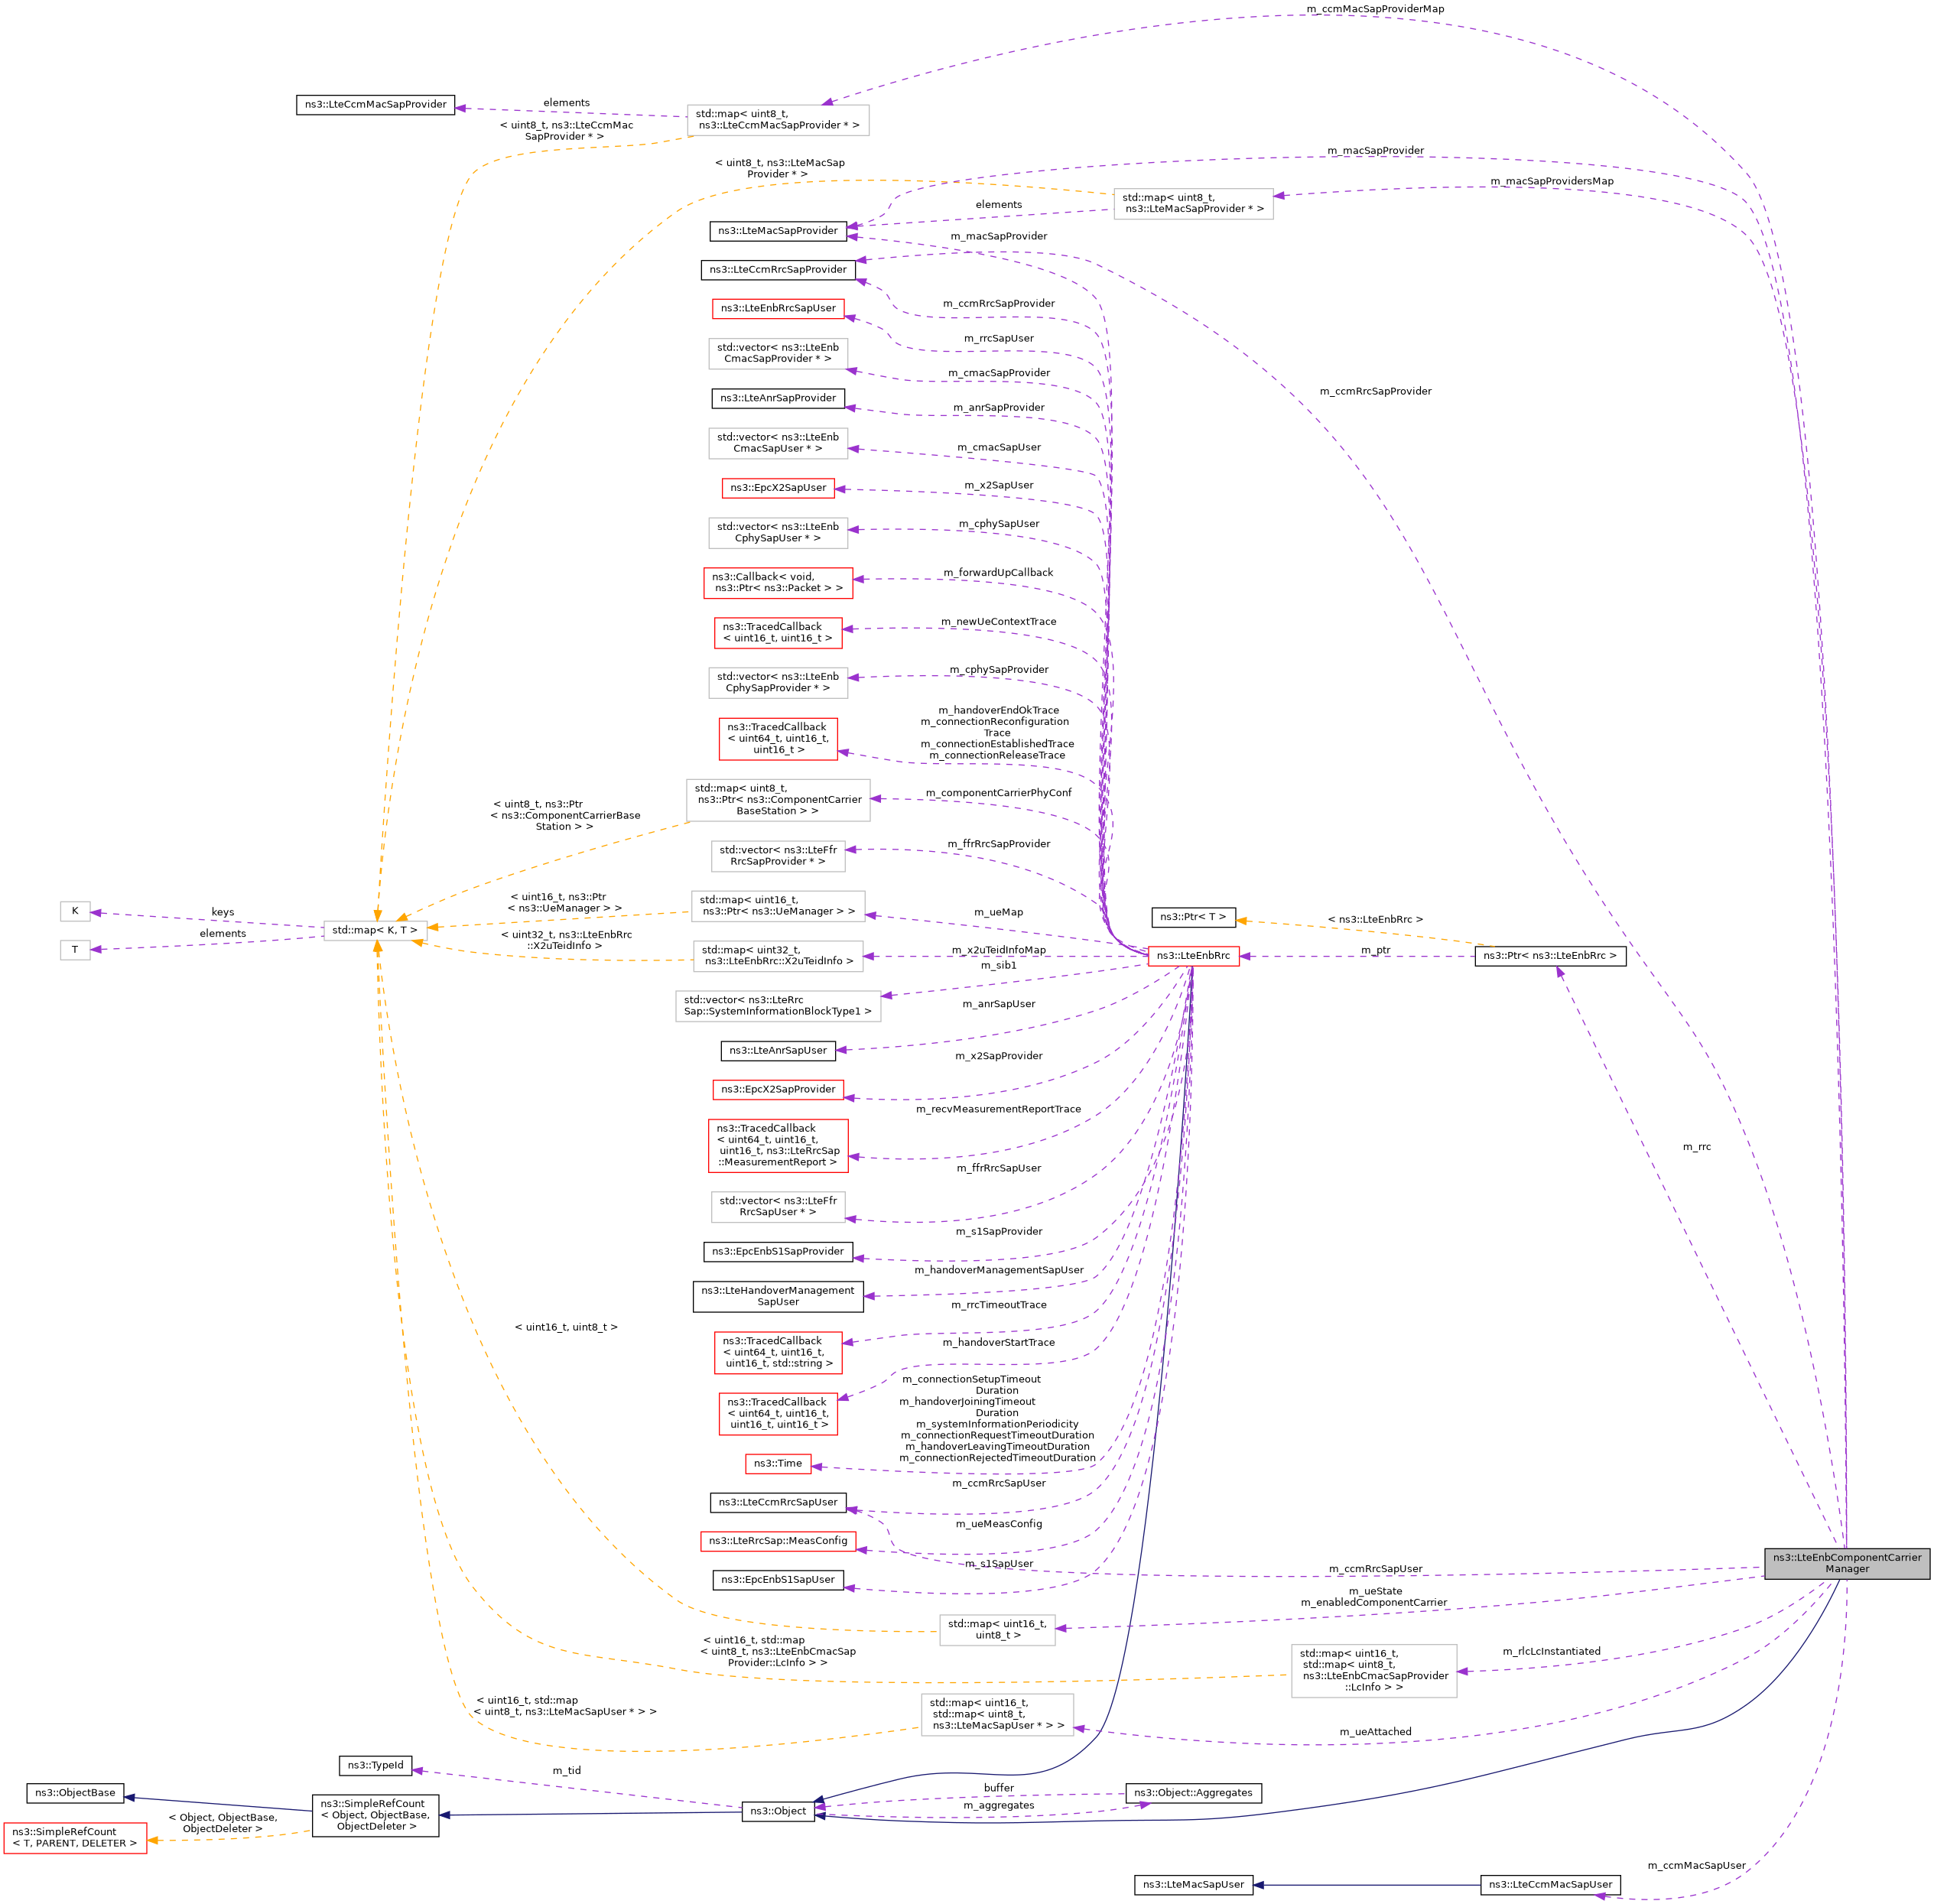 m_ccmMacSapProviderMap
ns3::LteCcmMacSapProvider
elements
std::map< uint8_t,
ns3::LteCcmMacSapProvider * >
< uint8_t, ns3::LteCcmMac
SapProvider * >
< uint8_t, ns3::LteMacSap
Provider * >
m_macSapProvider
m_macSapProvidersMap
std::map< uint8_t,
ns3::LteMacSapProvider * >
elements
ns3::LteMacSapProvider
m_macSapProvider
ns3::LteCcmRrcSapProvider
m_ccmRrcSapProvider
ns3::LteEnbRrcSapUser
m_rrcSapUser
std::vector< ns3::LteEnb
CmacSapProvider * >
m_cmacSapProvider
m_ccmRrcSapProvider
ns3::LteAnrSapProvider
m_anrSapProvider
std::vector< ns3::LteEnb
CmacSapUser * >
m_cmacSapUser
ns3::EpcX2SapUser
m_x2SapUser
std::vector< ns3::LteEnb
CphySapUser * >
m_cphySapUser
ns3::Callback< void,
ns3::Ptr< ns3::Packet > >
m_forwardUpCallback
ns3::TracedCallback
< uint16_t, uint16_t >
m_newUeContextTrace
std::vector< ns3::LteEnb
CphySapProvider * >
m_cphySapProvider
ns3::TracedCallback
< uint64_t, uint16_t,
uint16_t >
m_handoverEndOkTrace
m_connectionReconfiguration
Trace
m_connectionEstablishedTrace
m_connectionReleaseTrace
std::map< uint8_t,
ns3::Ptr< ns3::ComponentCarrier
BaseStation > >
m_componentCarrierPhyConf
< uint8_t, ns3::Ptr
< ns3::ComponentCarrierBase
Station > >
std::vector< ns3::LteFfr
RrcSapProvider * >
m_ffrRrcSapProvider
K
keys
T
elements
std::map< K, T >
< uint16_t, ns3::Ptr
< ns3::UeManager > >
std::map< uint16_t,
ns3::Ptr< ns3::UeManager > >
m_ueMap
ns3::Ptr< T >
< ns3::LteEnbRrc >
< uint32_t, ns3::LteEnbRrc
::X2uTeidInfo >
std::map< uint32_t,
ns3::LteEnbRrc::X2uTeidInfo >
m_x2uTeidInfoMap
ns3::LteEnbRrc
m_ptr
ns3::Ptr< ns3::LteEnbRrc >
m_sib1
std::vector< ns3::LteRrc
Sap::SystemInformationBlockType1 >
m_anrSapUser
ns3::LteAnrSapUser
m_x2SapProvider
ns3::EpcX2SapProvider
m_recvMeasurementReportTrace
ns3::TracedCallback
< uint64_t, uint16_t,
uint16_t, ns3::LteRrcSap
::MeasurementReport >
m_rrc
m_ffrRrcSapUser
std::vector< ns3::LteFfr
RrcSapUser * >
m_s1SapProvider
ns3::EpcEnbS1SapProvider
m_handoverManagementSapUser
ns3::LteHandoverManagement
SapUser
m_rrcTimeoutTrace
< uint16_t, uint8_t >
ns3::TracedCallback
< uint64_t, uint16_t,
uint16_t, std::string >
m_handoverStartTrace
ns3::TracedCallback
< uint64_t, uint16_t,
uint16_t, uint16_t >
m_connectionSetupTimeout
Duration
m_handoverJoiningTimeout
Duration
m_systemInformationPeriodicity
m_connectionRequestTimeoutDuration
m_handoverLeavingTimeoutDuration
m_connectionRejectedTimeoutDuration
ns3::Time
m_ccmRrcSapUser
ns3::LteCcmRrcSapUser
m_ueMeasConfig
ns3::LteRrcSap::MeasConfig
m_s1SapUser
ns3::EpcEnbS1SapUser
m_ccmRrcSapUser
ns3::LteEnbComponentCarrier
Manager
m_ueState
m_enabledComponentCarrier
std::map< uint16_t,
uint8_t >
< uint16_t, std::map
< uint8_t, ns3::LteEnbCmacSap
Provider::LcInfo > >
m_rlcLcInstantiated
std::map< uint16_t,
std::map< uint8_t,
ns3::LteEnbCmacSapProvider
::LcInfo > >
< uint16_t, std::map
< uint8_t, ns3::LteMacSapUser * > >
std::map< uint16_t,
std::map< uint8_t,
ns3::LteMacSapUser * > >
m_ueAttached
ns3::TypeId
m_tid
ns3::ObjectBase
ns3::SimpleRefCount
< Object, ObjectBase,
ObjectDeleter >
< Object, ObjectBase,
ObjectDeleter >
ns3::SimpleRefCount
< T, PARENT, DELETER >
ns3::Object
buffer
m_aggregates
ns3::Object::Aggregates
m_ccmMacSapUser
ns3::LteMacSapUser
ns3::LteCcmMacSapUser